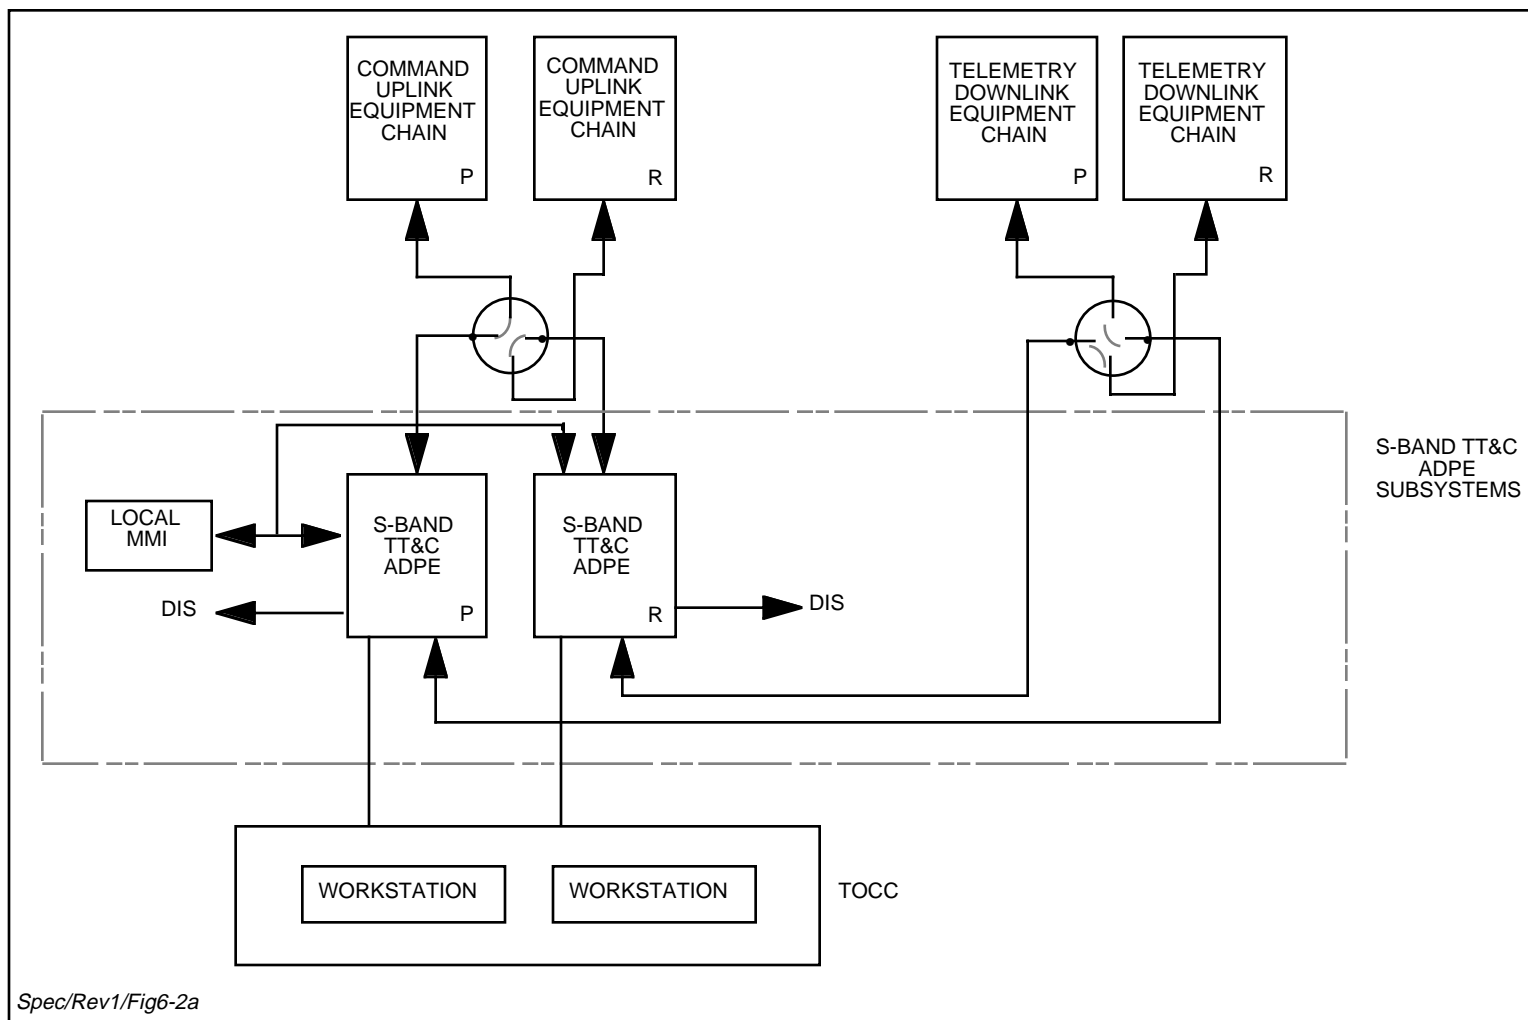 COMMAND
UPLINK
EQUIPMENT
CHAIN
P
COMMAND
UPLINK
EQUIPMENT
CHAIN
R
TELEMETRY
DOWNLINK
EQUIPMENT
CHAIN
P
TELEMETRY
DOWNLINK
EQUIPMENT
CHAIN
R
S-BAND TT&C
ADPE
SUBSYSTEMS
LOCAL
MMI
S-BAND
TT&C
ADPE
P
S-BAND
TT&C
ADPE
R
DIS
DIS
WORKSTATION
WORKSTATION
TOCC
Spec/Rev1/Fig6-2a